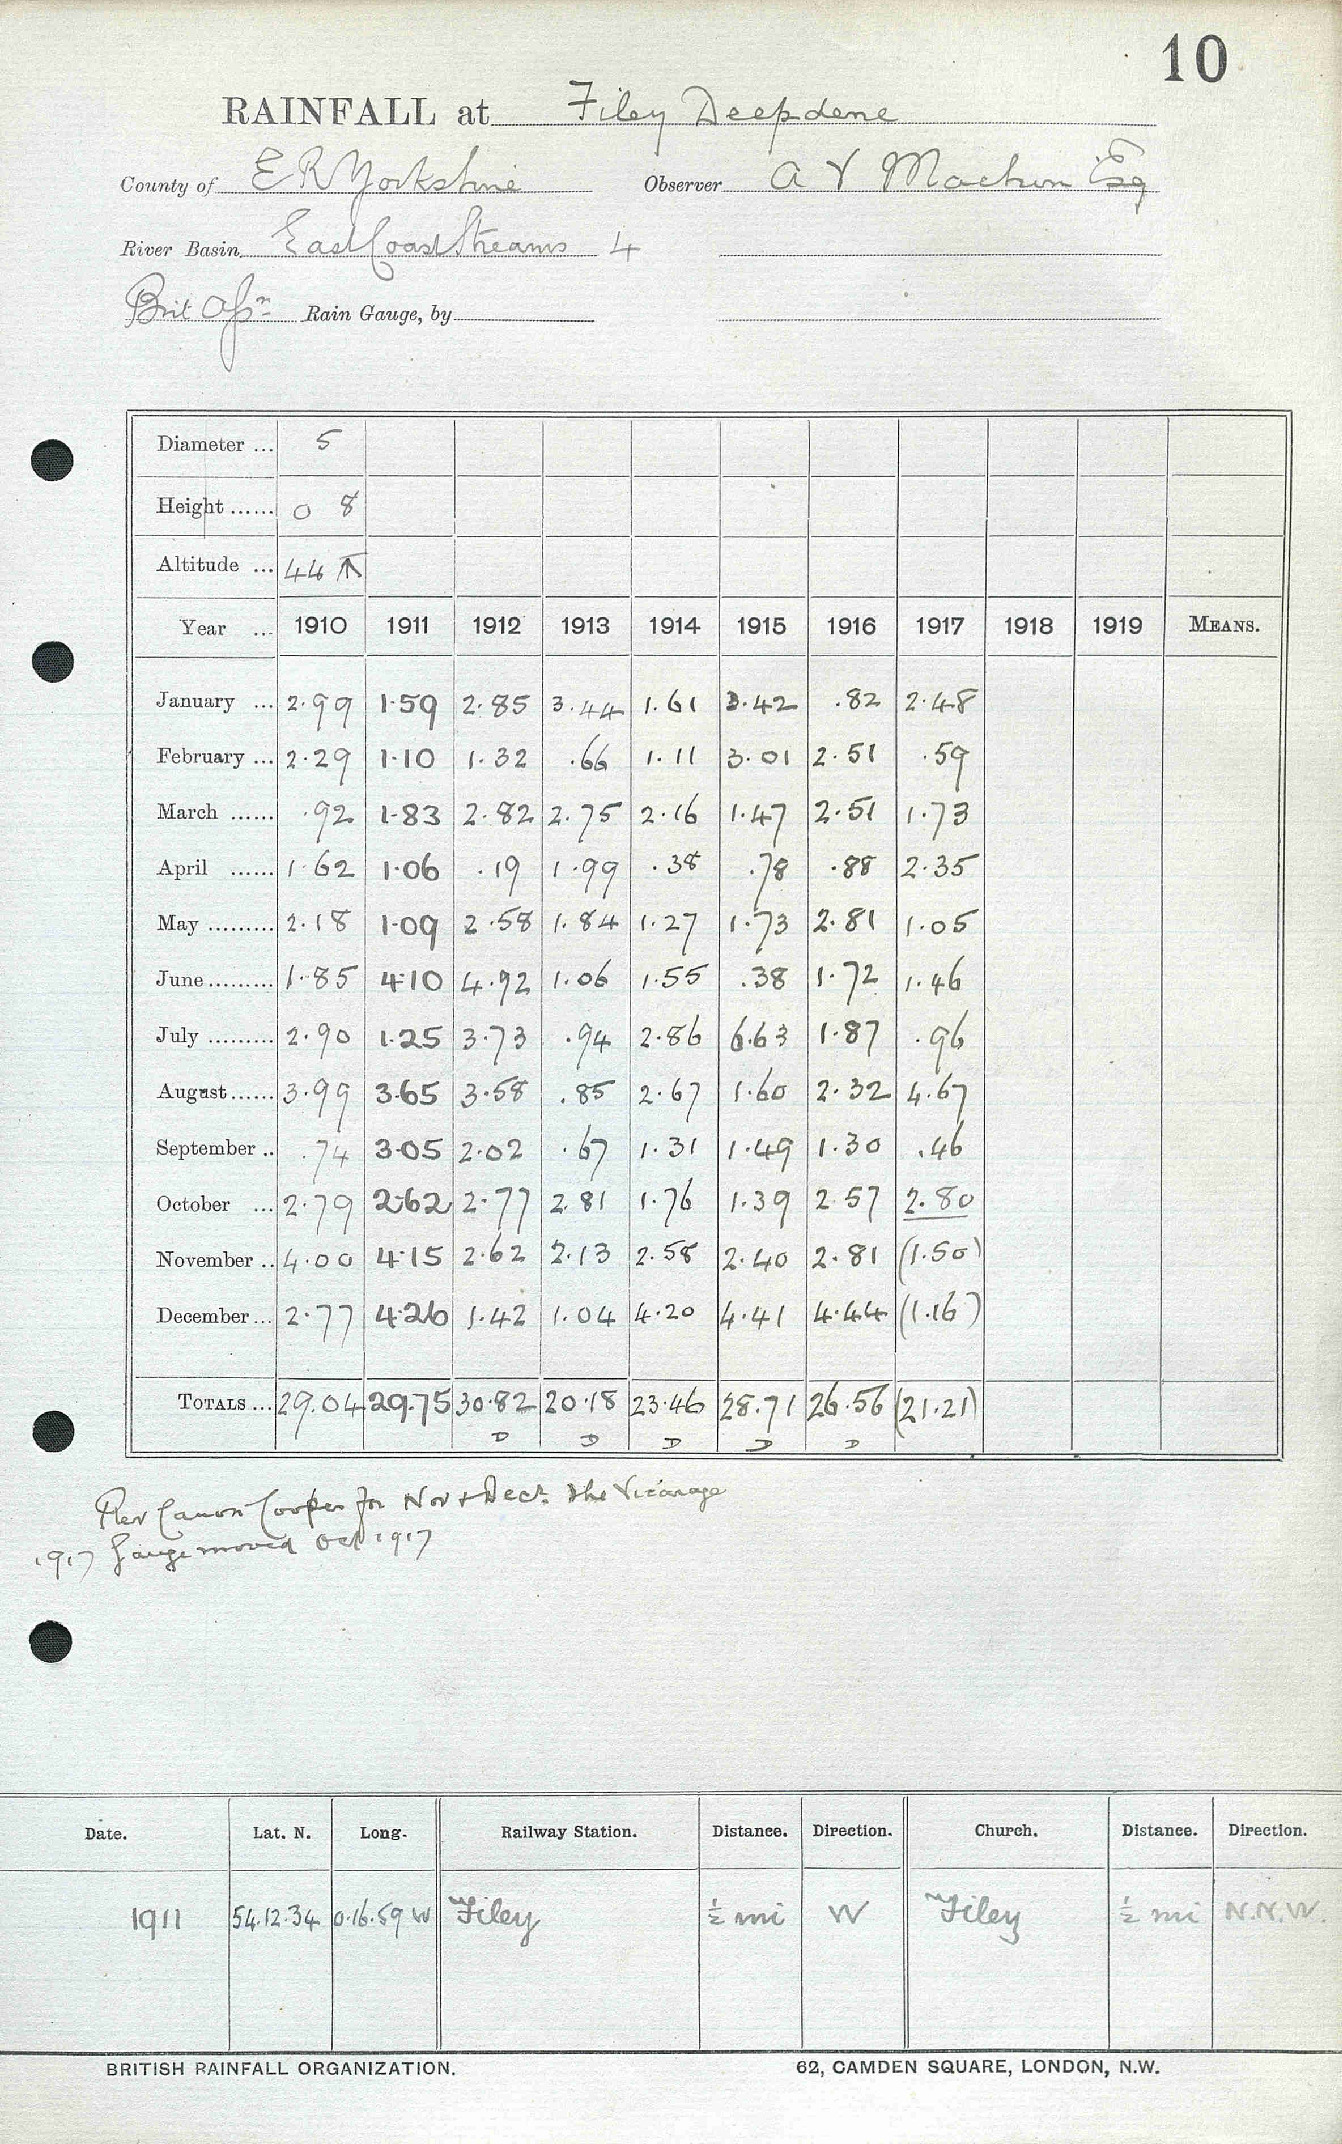 10
RAINFALL at Filey Deepdene
County of E R Yorkshire Observer A V Machin Esq
River Basin East Coast Streams 4
Brit Assn Rain Gauge, by
Diameter ... 5
Height ...... 0 8
Altitude ... 44
Year ... 1910 1911 1912 1913 1914 1915 1916 1917 1918 1919 MEANS.
January ... 2.99 1.59 2.85 3.44 1.61 3.42 .82 2.48
February ... 2.29 1.10 1.32 .66 1.11 3.01 2.51 .59
March ...... .92 1.83 2.82 2.75 2.16 1.47 2.51 1.73
April ...... 1.62 1.06 .19 1.99 .38 .78 .88 2.35
May ......... 2.18 1.09 2.58 1.84 1.27 1.73 2.81 1.05
June ......... 1.85 4.10 4.92 1.06 1.55 .38 1.72 1.46
July ......... 2.90 1.25 3.73 .94 2.86 6.63 1.87 .96
August ...... 3.99 3.65 3.58 .85 2.67 1.60 2.32 4.67
September .. .74 3.05 2.02 .67 1.31 1.49 1.30 .46
October ... 2.79 2.62 2.77 2.81 1.76 1.39 2.57 2.80
November .. 4.00 4.15 2.62 2.13 2.58 2.40 2.81 (1.50)
December ... 2.77 4.26 1.42 1.04 4.20 4.41 4.44 (1.16)
TOTALS ... 29.04 29.75 30.82 20.18 23.46 28.71 26.56 (21.21)
D D D D D
Rev Canon Cooper for Nov + Decr The Vicarage
1917 Gauge moved Oct 1917
Date. Lat. N. Long. Railway Station. Distance. Direction. Church. Distance. Direction.
1911 54.12.34 0.16.59 W Filey ½ mi W Filey ½ mi N.N.W.
BRITISH RAINFALL ORGANIZATION. 62, CAMDEN SQUARE, LONDON, N.W.